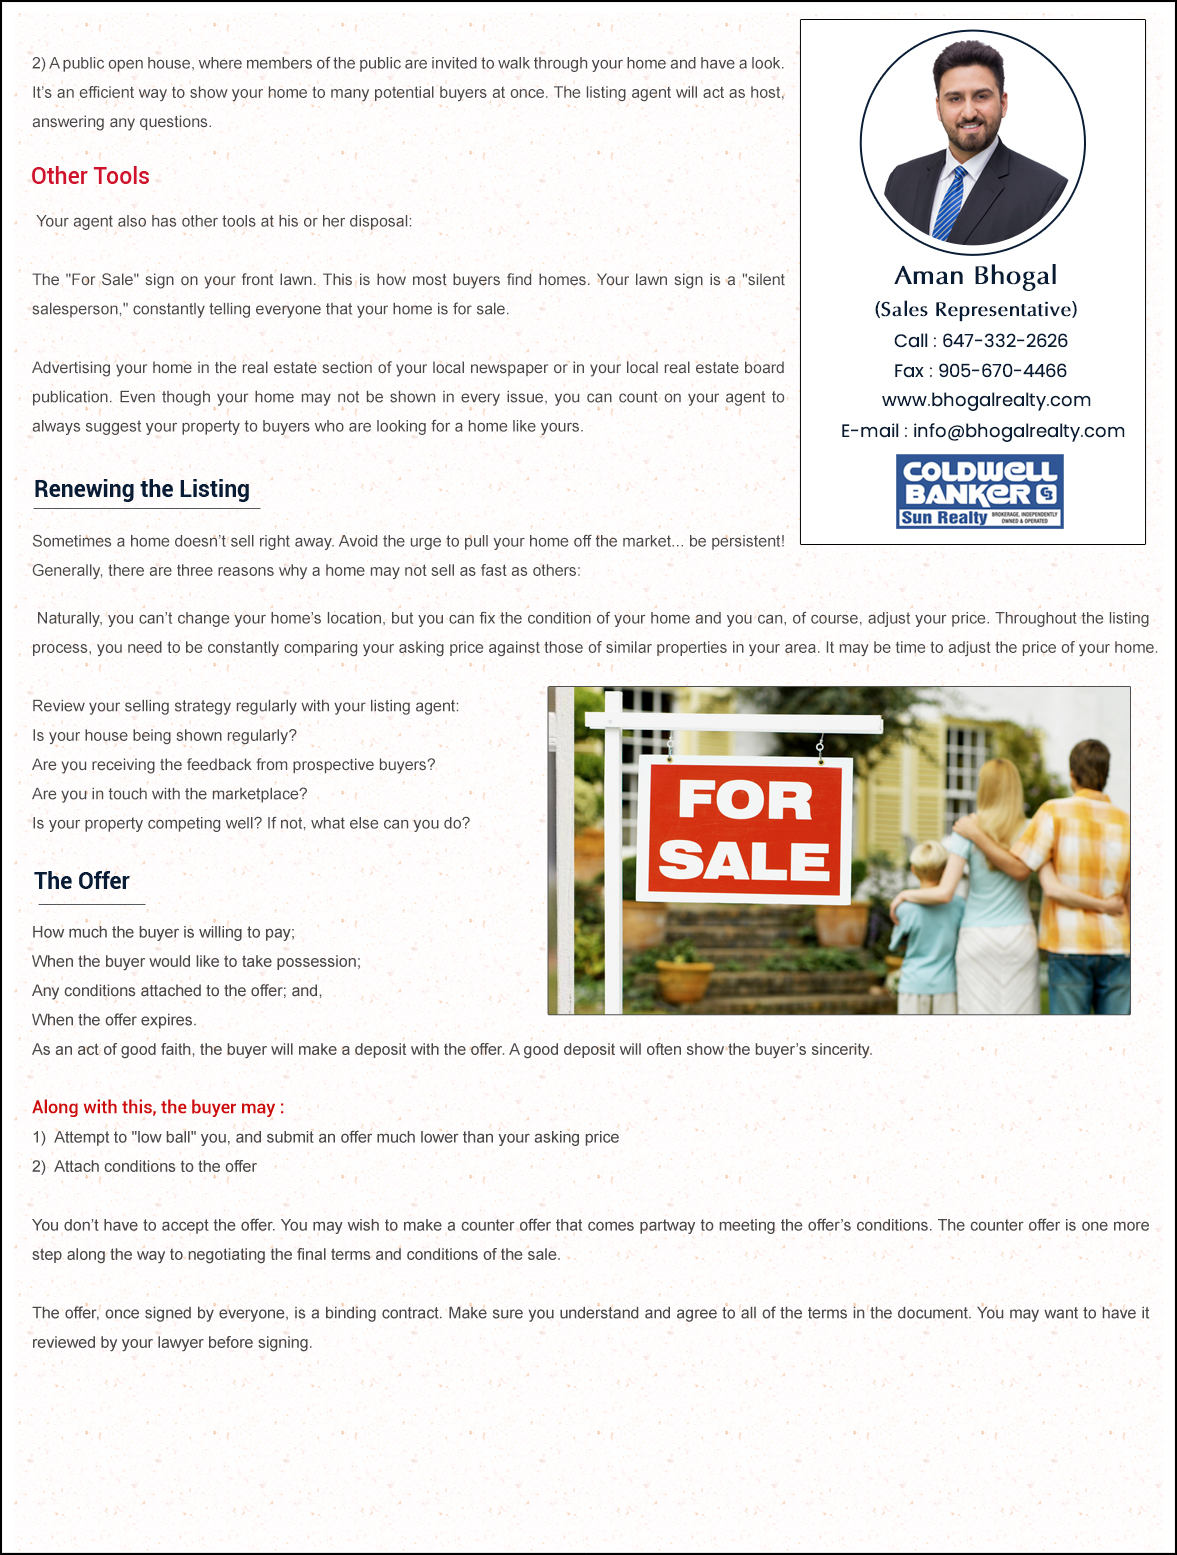 2) A public open house, where members of the public are invited to walk through your home and have a look.
It’s an efficient way to show your home to many potential buyers at once. The listing agent will act as host,
answering any questions.
Other Tools
Your agent also has other tools at his or her disposal:
The "For Sale" sign on your front lawn. This is how most buyers find homes. Your lawn sign is a "silent
salesperson," constantly telling everyone that your home is for sale.
Advertising your home in the real estate section of your local newspaper or in your local real estate board
publication. Even though your home may not be shown in every issue, you can count on your agent to
always suggest your property to buyers who are looking for a home like yours.
Aman Bhogal
(Sales Representative)
Call : 647-332-2626
Fax : 905-670-4466
www.bhogalrealty.com
E-mail : info@bhogalrealty.com
COLDWELL
BANKER CB
Sun Realty BROKERAGE, INDEPENDENTLY
OWNED & OPERATED
Renewing the Listing
Sometimes a home doesn’t sell right away. Avoid the urge to pull your home off the market... be persistent!
Generally, there are three reasons why a home may not sell as fast as others:
Naturally, you can’t change your home’s location, but you can fix the condition of your home and you can, of course, adjust your price. Throughout the listing
process, you need to be constantly comparing your asking price against those of similar properties in your area. It may be time to adjust the price of your home.
Review your selling strategy regularly with your listing agent:
Is your house being shown regularly?
Are you receiving the feedback from prospective buyers?
Are you in touch with the marketplace?
Is your property competing well? If not, what else can you do?
FOR
SALE
The Offer
How much the buyer is willing to pay;
When the buyer would like to take possession;
Any conditions attached to the offer; and,
When the offer expires.
As an act of good faith, the buyer will make a deposit with the offer. A good deposit will often show the buyer’s sincerity.
Along with this, the buyer may :
1) Attempt to "low ball" you, and submit an offer much lower than your asking price
2) Attach conditions to the offer
You don’t have to accept the offer. You may wish to make a counter offer that comes partway to meeting the offer’s conditions. The counter offer is one more
step along the way to negotiating the final terms and conditions of the sale.
The offer, once signed by everyone, is a binding contract. Make sure you understand and agree to all of the terms in the document. You may want to have it
reviewed by your lawyer before signing.